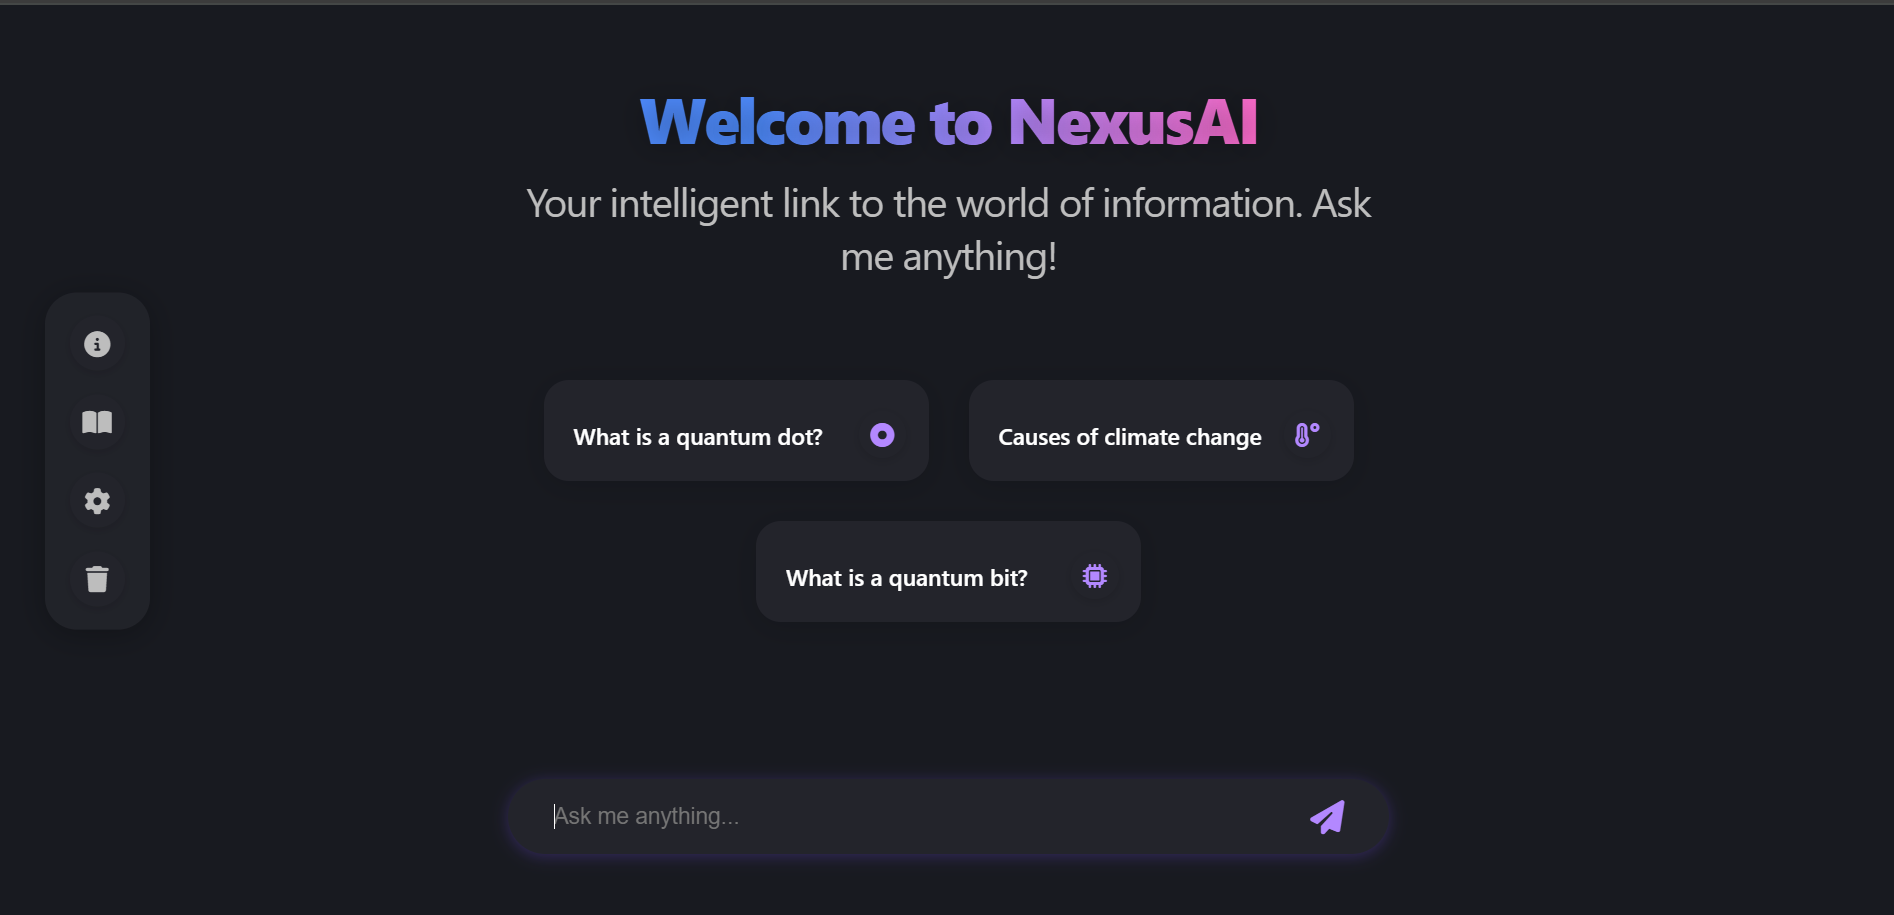 Welcome to NexusAI
Your intelligent link to the world of information. Ask
me anything!
What is a quantum dot?
Causes of climate change
What is a quantum bit?
Ask me anything...